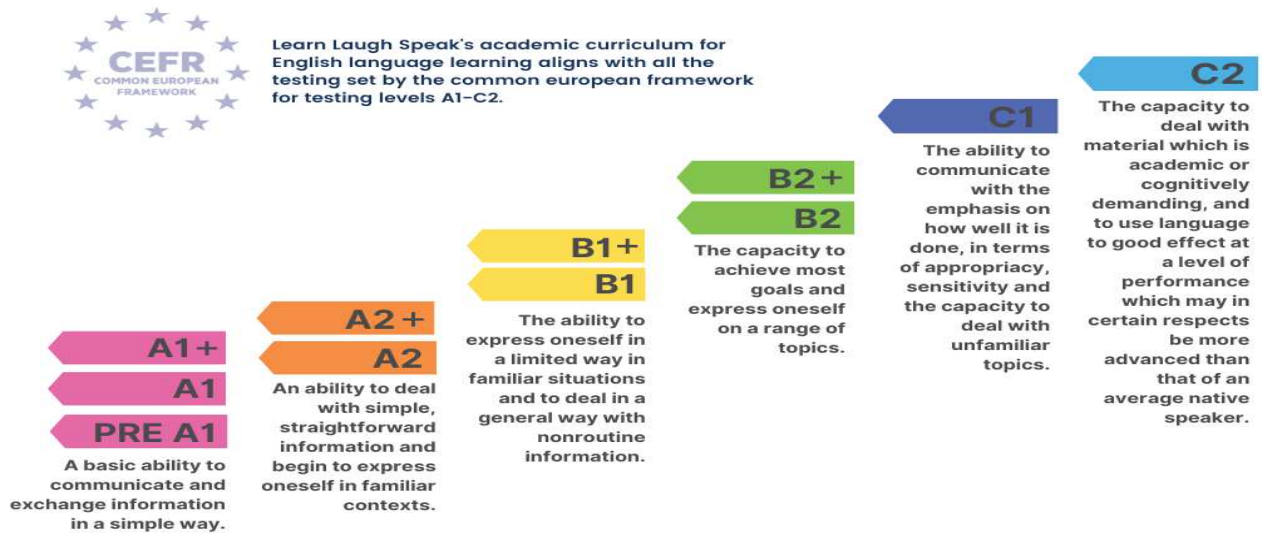 CEFR
COMMON EUROPEAN
FRAMEWORK
Learn Laugh Speak's academic curriculum for
English language learning aligns with all the
testing set by the common european framework
for testing levels A1-C2.
A1+
A1
PRE A1
A basic ability to
communicate and
exchange information
in a simple way.
A2+
A2
An ability to deal
with simple,
straightforward
information and
begin to express
oneself in familiar
contexts.
B1+
B1
The ability to
express oneself in
a limited way in
familiar situations
and to deal in a
general way with
nonroutine
information.
B2+
B2
The capacity to
achieve most
goals and
express oneself
on a range of
topics.
C1
The ability to
communicate
with the
emphasis on
how well it is
done, in terms
of appropriacy,
sensitivity and
the capacity to
deal with
unfamiliar
topics.
C2
The capacity to
deal with
material which is
academic or
cognitively
demanding, and
to use language
to good effect at
a level of
performance
which may in
certain respects
be more
advanced than
that of an
average native
speaker.